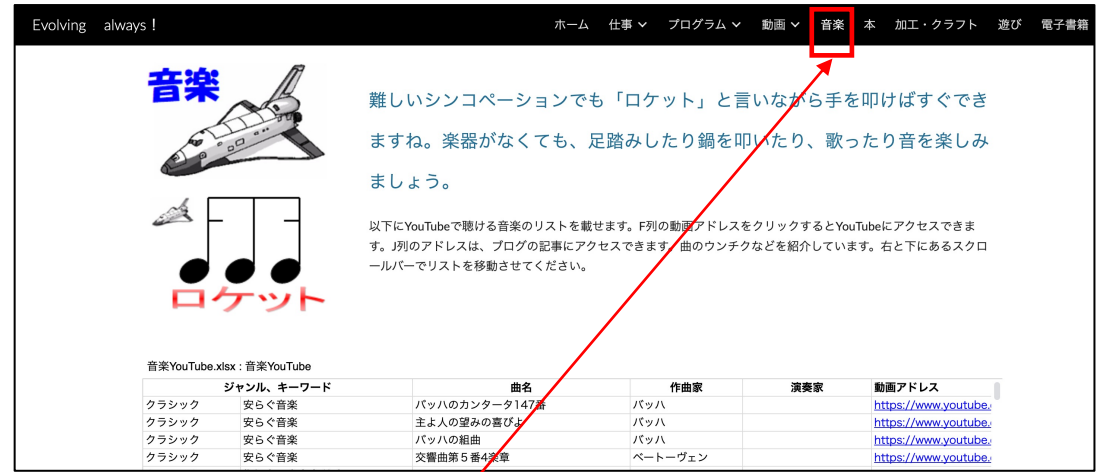 Evolving always！ ホーム 仕事 プログラム 動画 音楽 本 加工・クラフト 遊び 電子書籍
音楽
難しいシンコペーションでも「ロケット」と言いながら手を叩けばすぐでき
ますね。楽器がなくても、足踏みしたり鍋を叩いたり、歌ったり音を楽しみ
ましょう。
以下にYouTubeで聴ける音楽のリストを載せます。F列の動画アドレスをクリックするとYouTubeにアクセスできま
す。J列のアドレスは、ブログの記事にアクセスできます。曲のウンチクなどを紹介しています。右と下にあるスクロ
ールバーでリストを移動させてください。
ロケット
音楽YouTube.xlsx : 音楽YouTube
ジャンル、キーワード 曲名 作曲家 演奏家 動画アドレス
クラシック 安らぐ音楽 バッハのカンタータ147番 バッハ https://www.youtube.
クラシック 安らぐ音楽 主よ人の望みの喜びよ バッハ https://www.youtube.
クラシック 安らぐ音楽 バッハの組曲 バッハ https://www.youtube.
クラシック 安らぐ音楽 交響曲第５番4楽章 ベートーヴェン https://www.youtube.